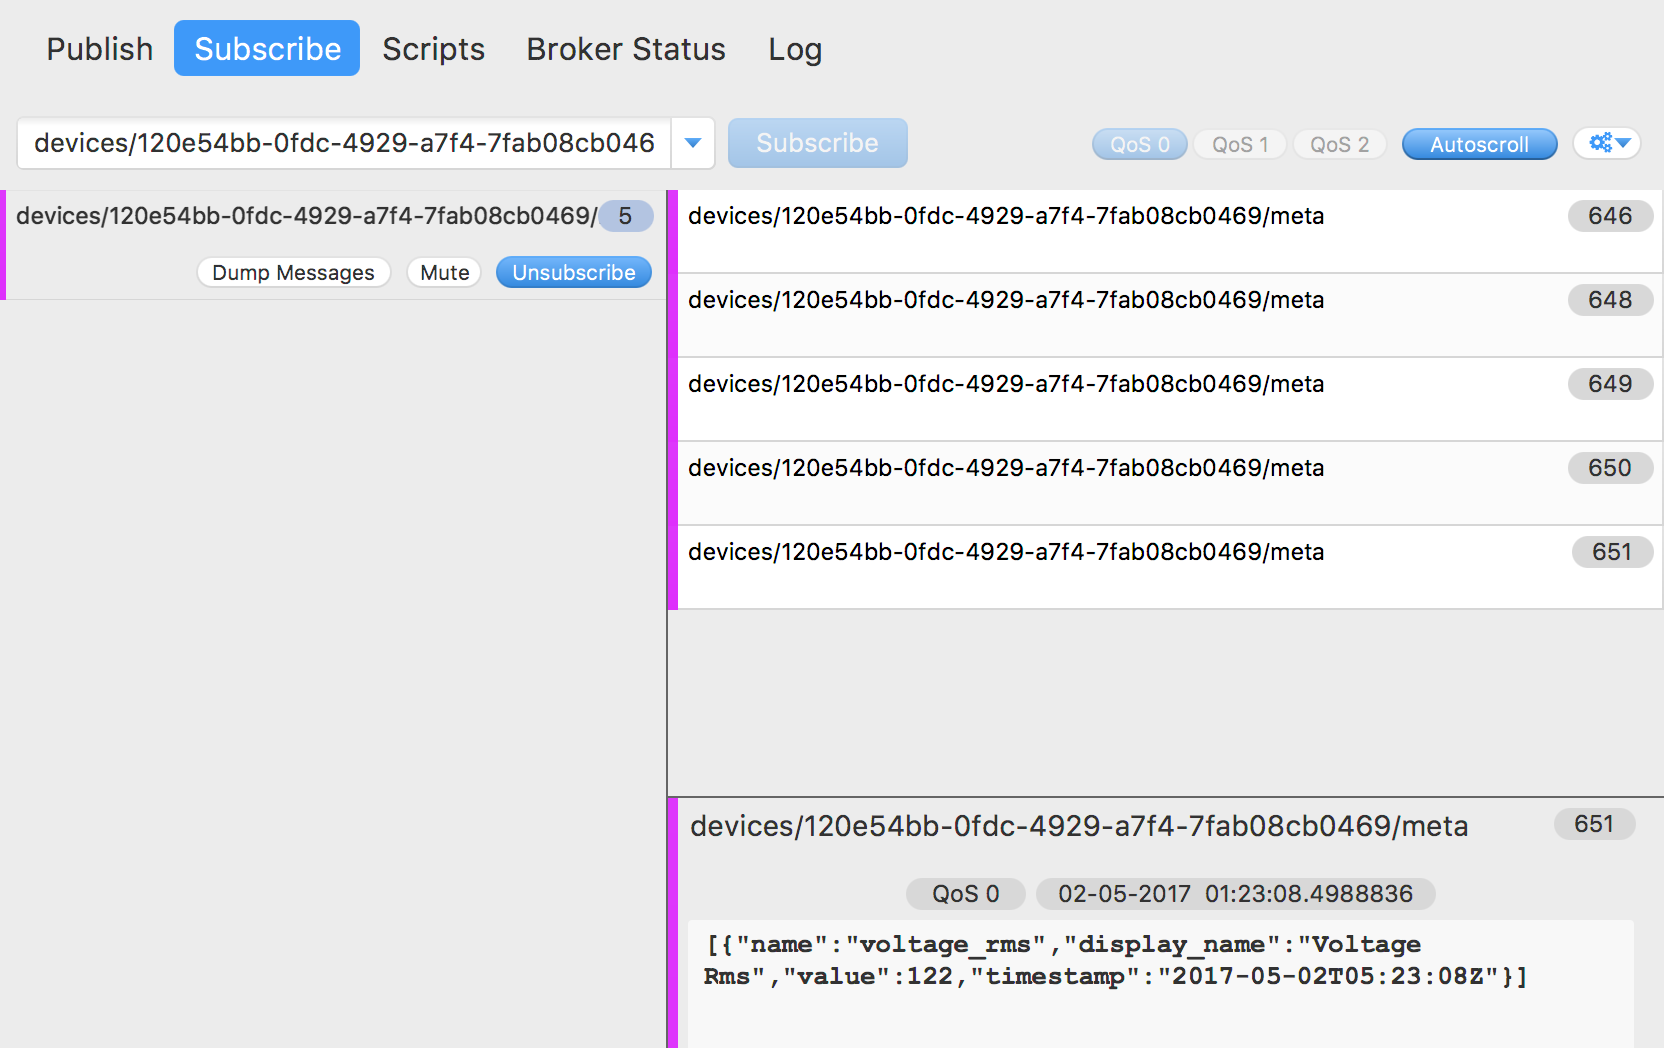 Publish Subscribe Scripts Broker Status Log
devices/120e54bb-0fdc-4929-a7f4-7fab08cb046 Subscribe QoS 0 QoS 1 QoS 2 Autoscroll
devices/120e54bb-0fdc-4929-a7f4-7fab08cb0469/ 5
Dump Messages Mute Unsubscribe
devices/120e54bb-0fdc-4929-a7f4-7fab08cb0469/meta 646
devices/120e54bb-0fdc-4929-a7f4-7fab08cb0469/meta 648
devices/120e54bb-0fdc-4929-a7f4-7fab08cb0469/meta 649
devices/120e54bb-0fdc-4929-a7f4-7fab08cb0469/meta 650
devices/120e54bb-0fdc-4929-a7f4-7fab08cb0469/meta 651
devices/120e54bb-0fdc-4929-a7f4-7fab08cb0469/meta 651
QoS 0 02-05-2017 01:23:08.4988836
[{"name":"voltage_rms","display_name":"Voltage
Rms","value":122,"timestamp":"2017-05-02T05:23:08Z"}]